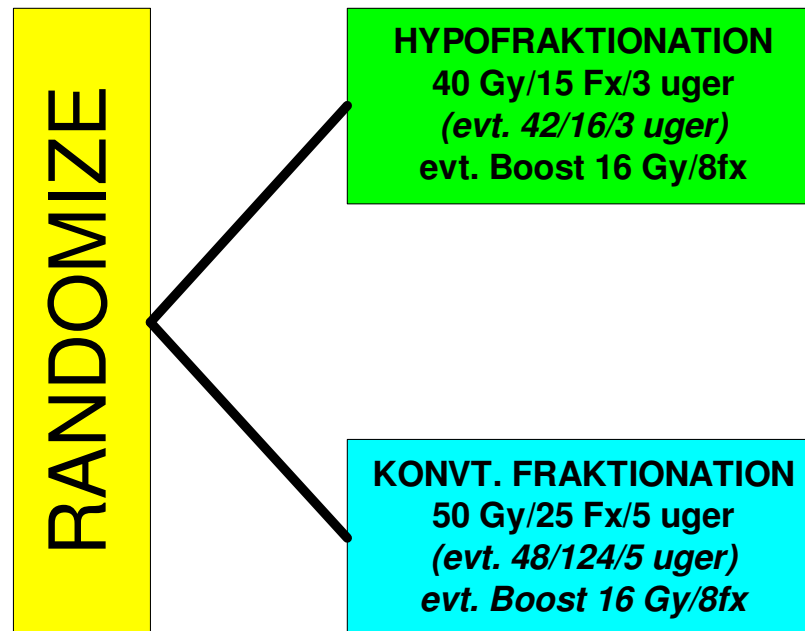 RANDOMIZE
HYPOFRAKTIONATION
40 Gy/15 Fx/3 uger
(evt. 42/16/3 uger)
evt. Boost 16 Gy/8fx
KONVT. FRAKTIONATION
50 Gy/25 Fx/5 uger
(evt. 48/124/5 uger)
evt. Boost 16 Gy/8fx